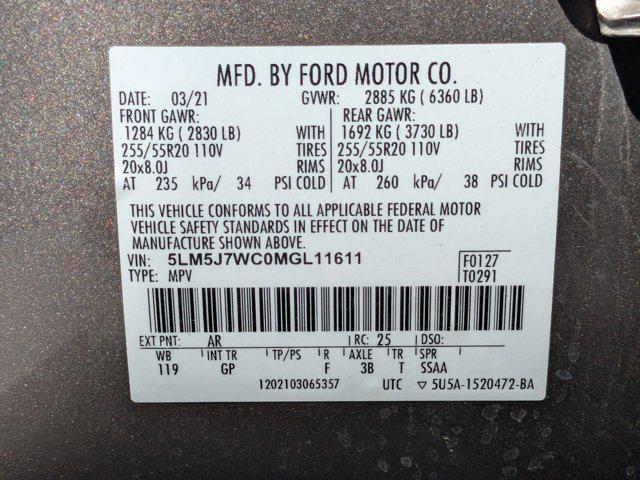 MFD. BY FORD MOTOR CO.
DATE: 03/21 GVWR: 2885 KG ( 6360 LB)
FRONT GAWR: REAR GAWR:
1284 KG ( 2830 LB) WITH 1692 KG ( 3730 LB) WITH
255/55R20 110V TIRES 255/55R20 110V TIRES
20x8.0J RIMS 20x8.0J RIMS
AT 235 kPa/ 34 PSI COLD AT 260 kPa/ 38 PSI COLD
THIS VEHICLE CONFORMS TO ALL APPLICABLE FEDERAL MOTOR
VEHICLE SAFETY STANDARDS IN EFFECT ON THE DATE OF
MANUFACTURE SHOWN ABOVE.
VIN: 5LM5J7WC0MGL11611 F0127
TYPE: MPV T0291
EXT PNT: AR RC: 25 DSO:
WB INT TR TP/PS R AXLE TR SPR
119 GP F 3B T SSAA
1202103065357 UTC ▽ 5U5A-1520472-BA